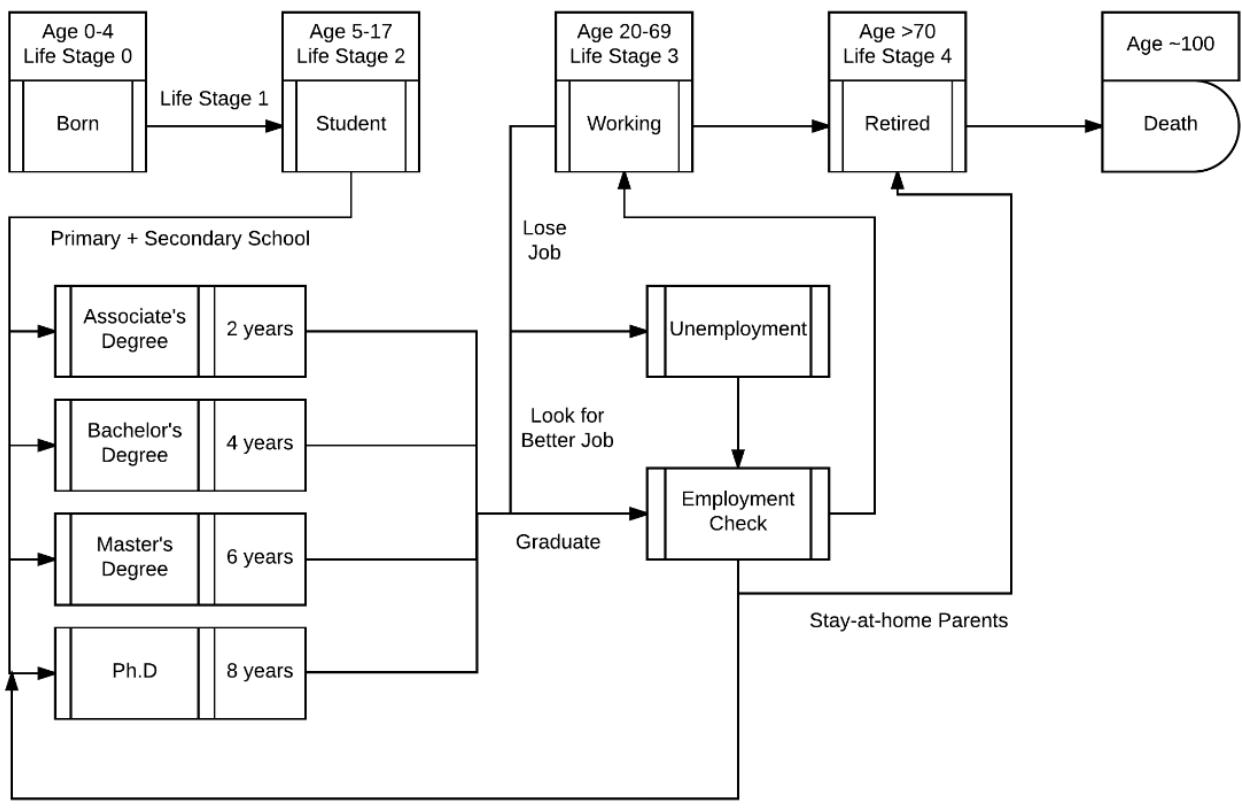 Age 0-4
Life Stage 0
Born
Life Stage 1
Age 5-17
Life Stage 2
Student
Age 20-69
Life Stage 3
Working
Age >70
Life Stage 4
Retired
Age ~100
Death
Primary + Secondary School
Lose
Job
Associate's
Degree
2 years
Unemployment
Bachelor's
Degree
4 years
Look for
Better Job
Master's
Degree
6 years
Graduate
Employment
Check
Ph.D
8 years
Stay-at-home Parents